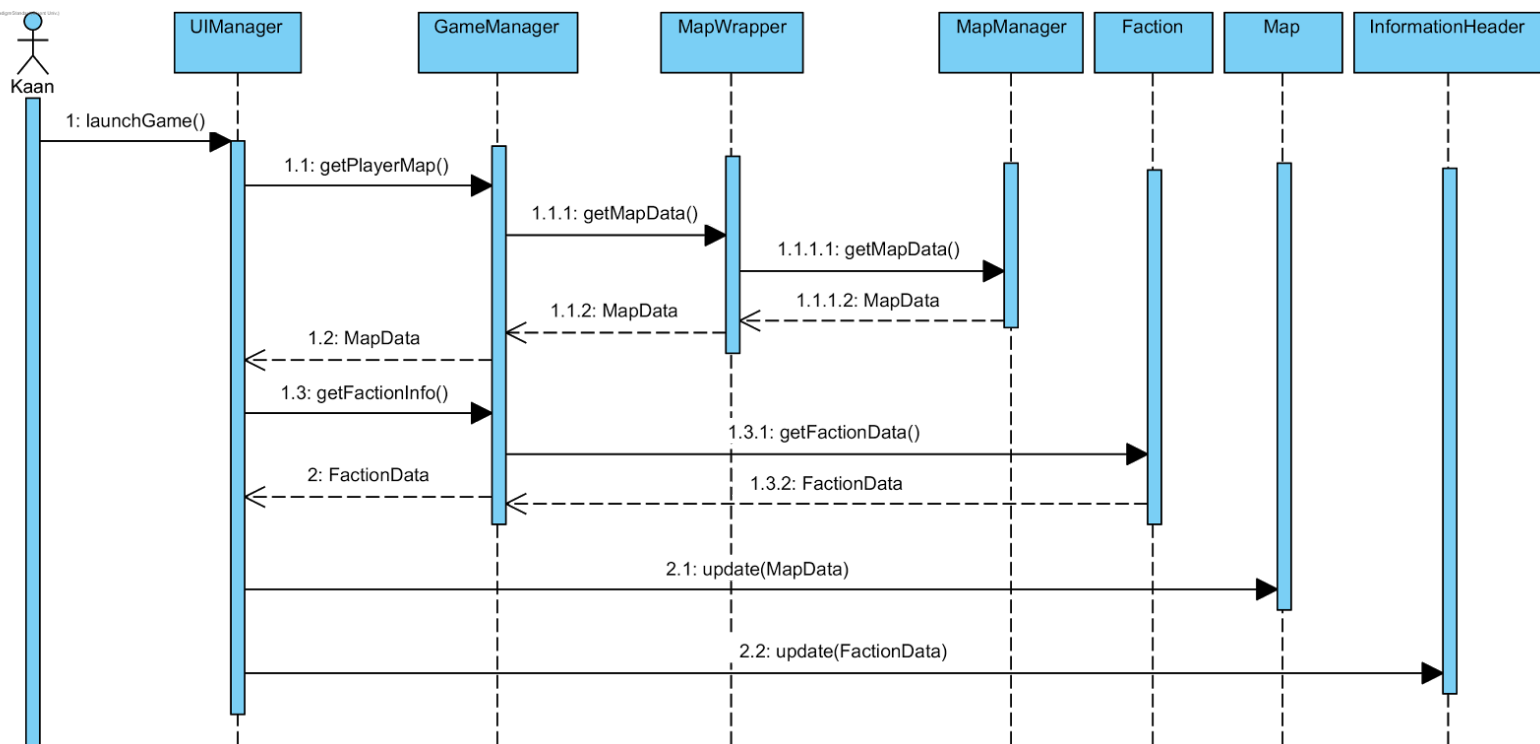 Kaan
UIManager
GameManager
MapWrapper
MapManager
Faction
Map
InformationHeader
1: launchGame()
1.1: getPlayerMap()
1.1.1: getMapData()
1.1.1.1: getMapData()
1.1.1.2: MapData
1.1.2: MapData
1.2: MapData
1.3: getFactionInfo()
1.3.1: getFactionData()
1.3.2: FactionData
2: FactionData
2.1: update(MapData)
2.2: update(FactionData)